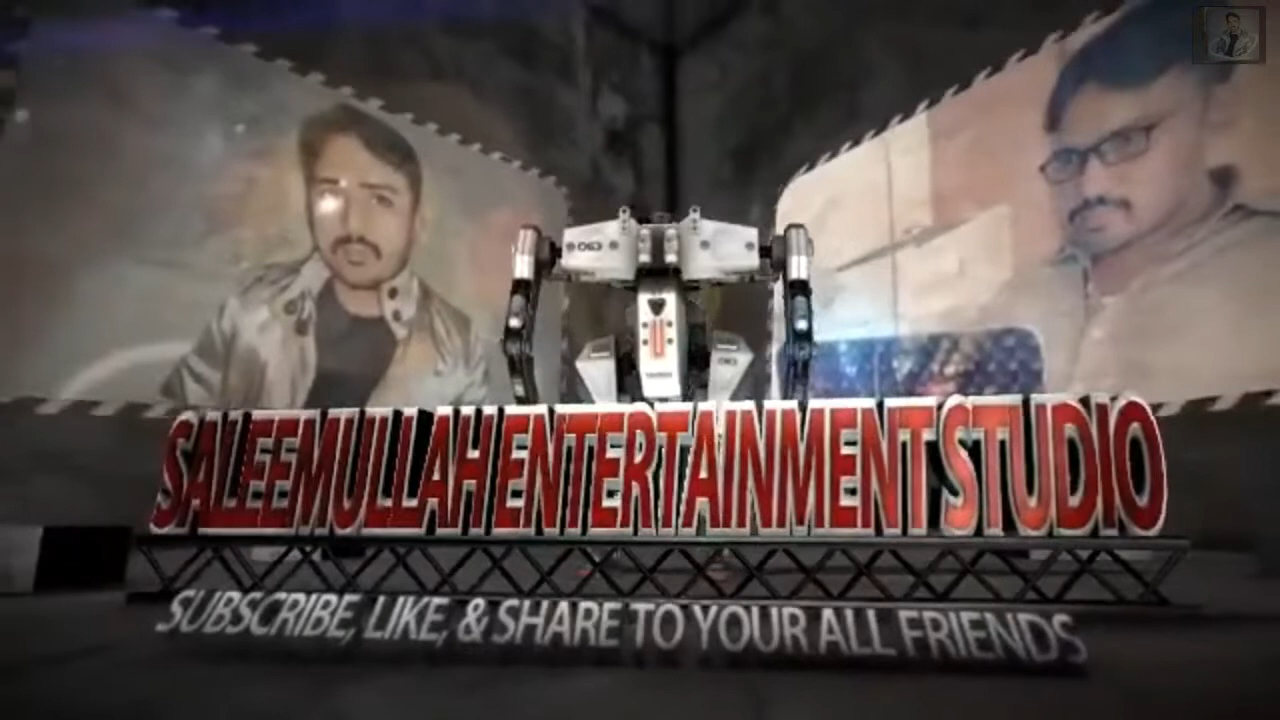 SALEEMULLAH ENTERTAINMENT STUDIO
SUBSCRIBE, LIKE, & SHARE TO YOUR ALL FRIENDS